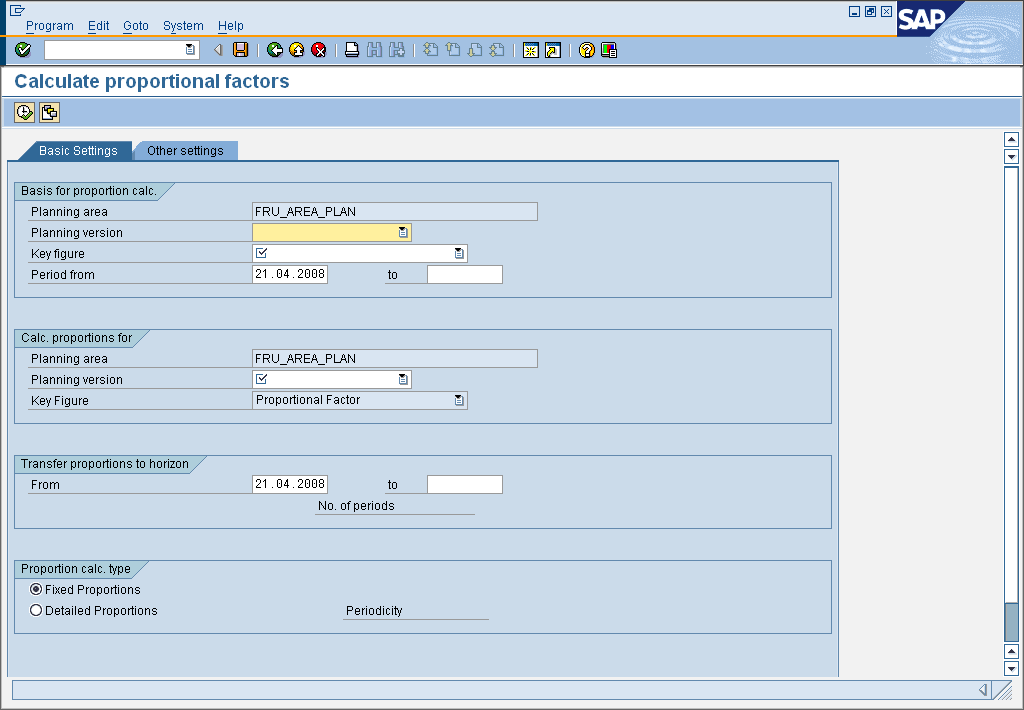 Program Edit Goto System Help
SAP
Calculate proportional factors
Basic Settings Other settings
Basis for proportion calc.
Planning area FRU_AREA_PLAN
Planning version
Key figure
Period from 21.04.2008 to
Calc. proportions for
Planning area FRU_AREA_PLAN
Planning version
Key Figure Proportional Factor
Transfer proportions to horizon
From 21.04.2008 to
No. of periods
Proportion calc. type
Fixed Proportions
Detailed Proportions Periodicity